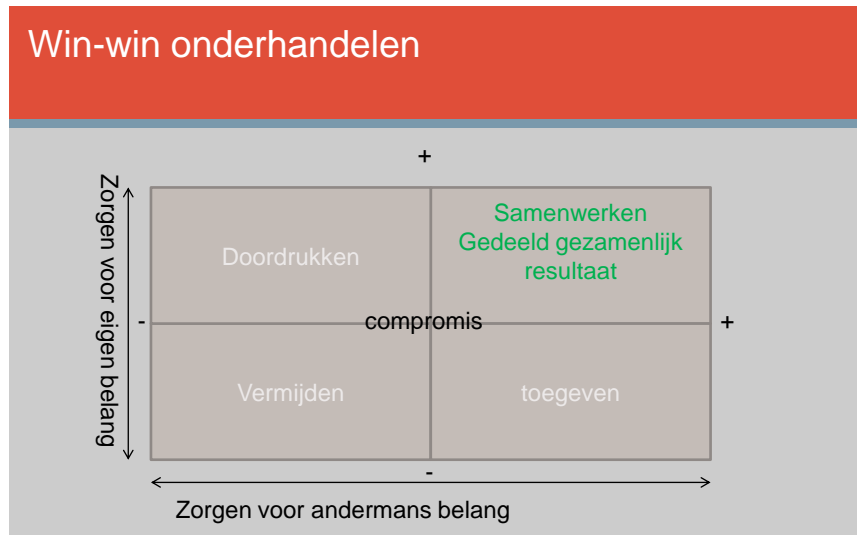 Win-win onderhandelen
+
Zorgen voor eigen belang
Doordrukken
Samenwerken
Gedeeld gezamenlijk
resultaat
-
compromis
+
Vermijden
toegeven
-
Zorgen voor andermans belang